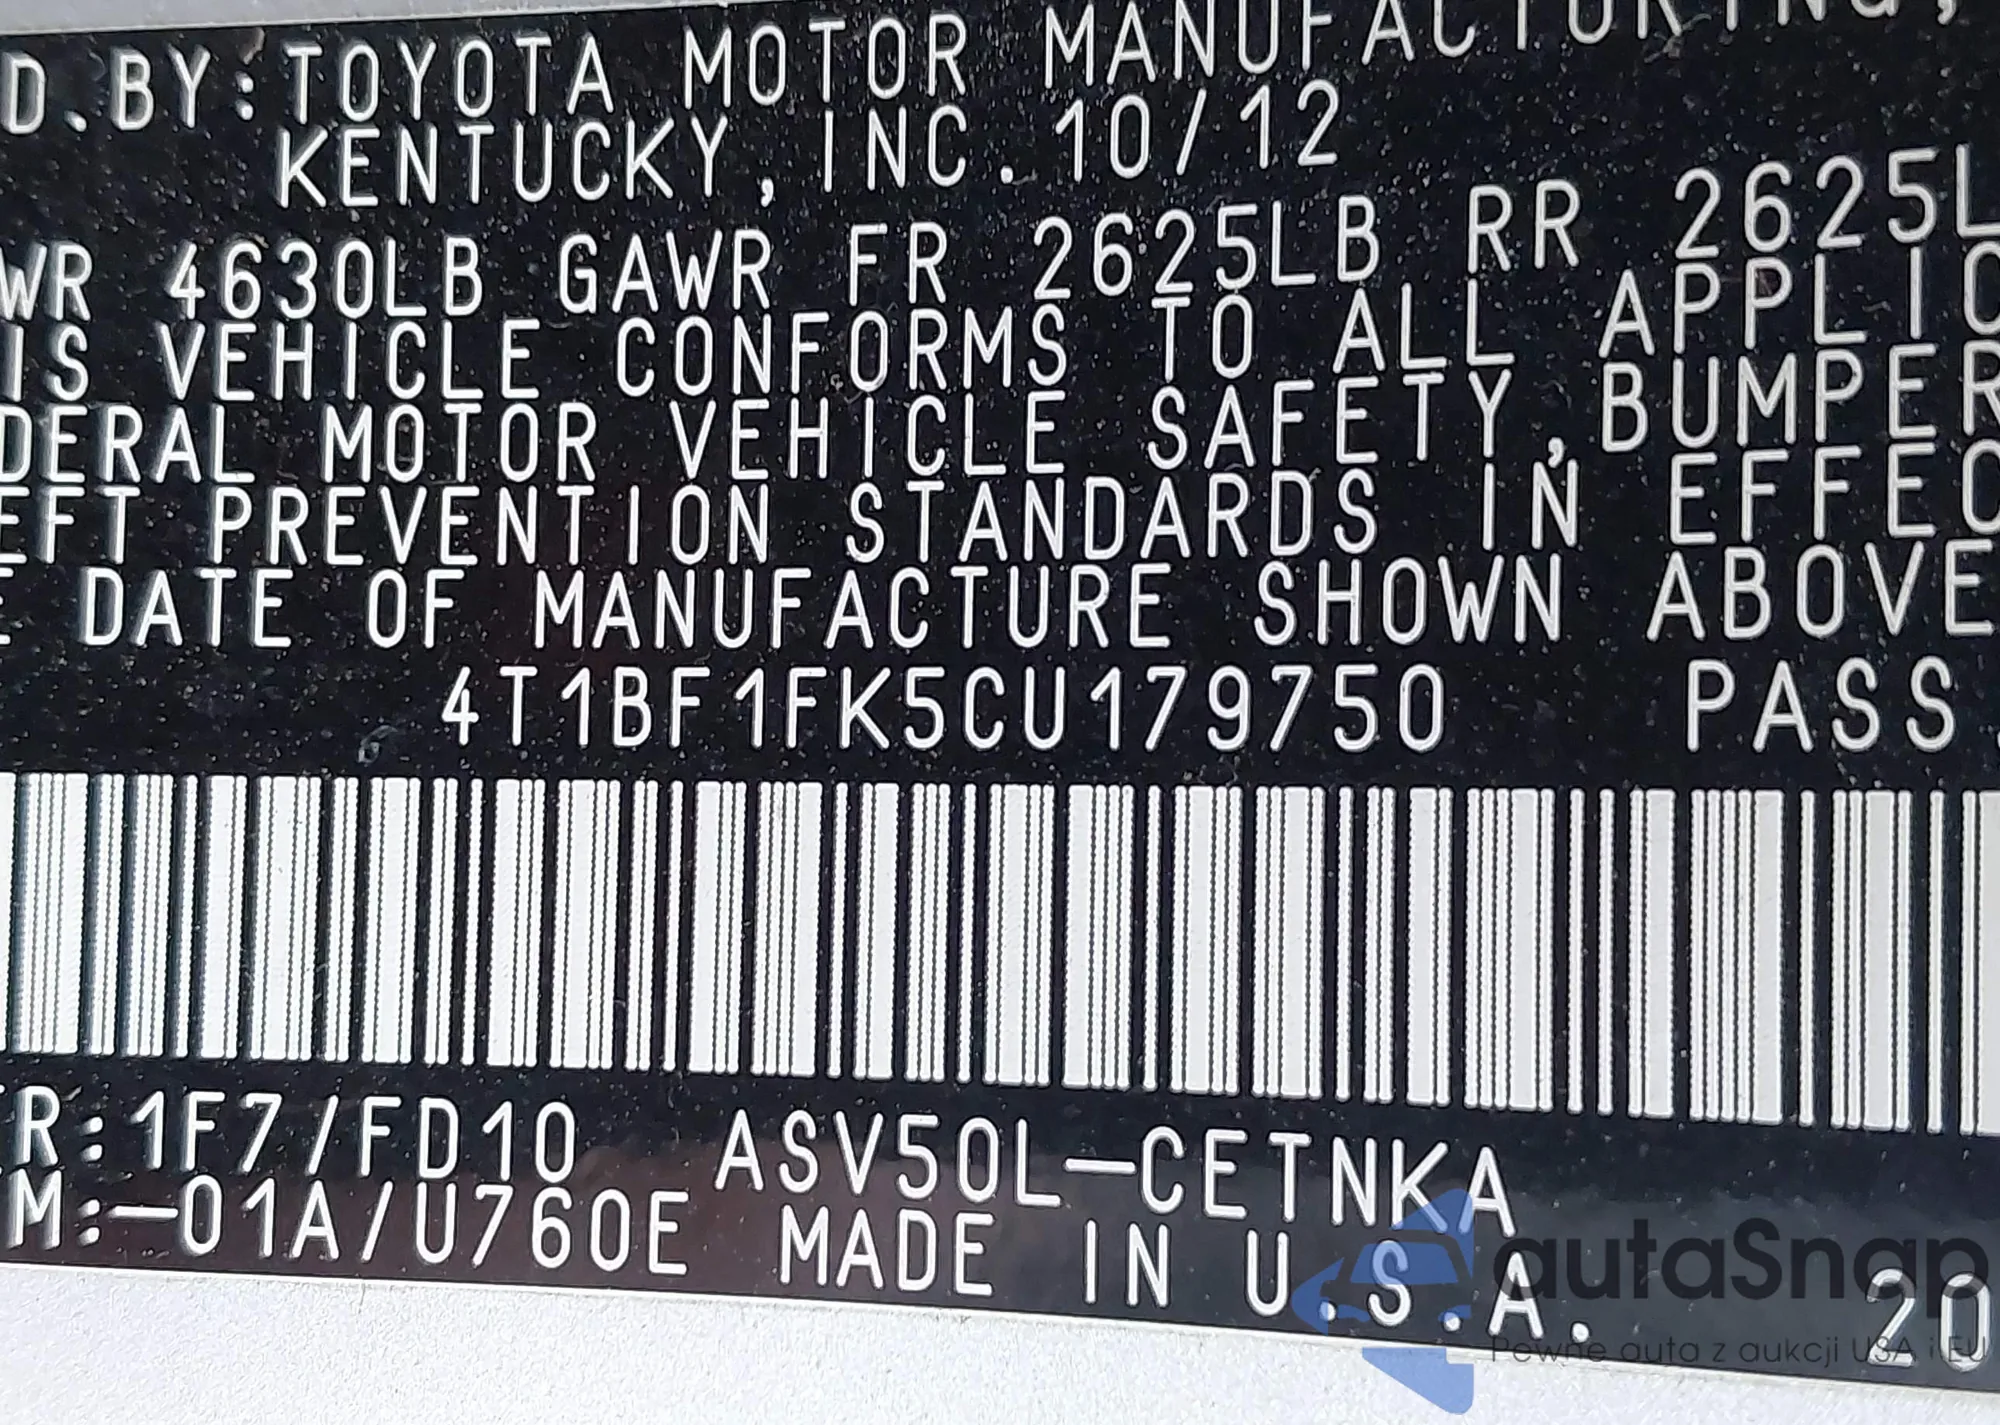 D.BY:TOYOTA MOTOR MANUFACTURING,
KENTUCKY, INC. 10/12
WR 4630LB GAWR FR 2625LB RR 2625L
IS VEHICLE CONFORMS TO ALL APPLIC
DERAL MOTOR VEHICLE SAFETY,BUMPER
EFT PREVENTION STANDARDS IN EFFEC
E DATE OF MANUFACTURE SHOWN ABOVE
4T1BF1FK5CU179750 PASS.
R:1F7/FD10 ASV50L-CETNKA
M:-01A/U760E MADE IN U.S.A.
20
autaSnap
Pewne auta z aukcji USA i EU